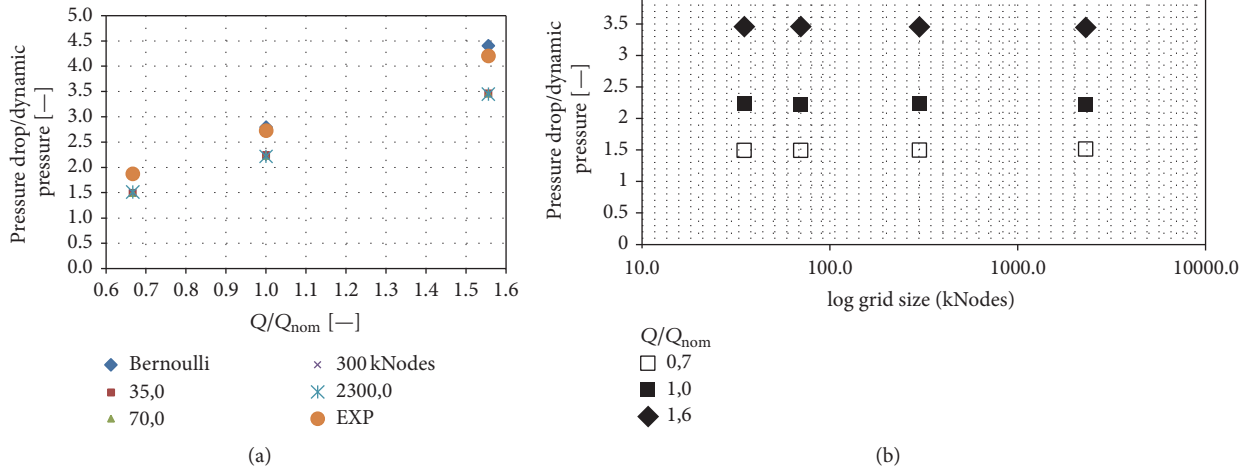 Pressure drop/dynamic
pressure [—]
5.0
4.5
4.0
3.5
3.0
2.5
2.0
1.5
1.0
0.5
0.0
0.6 0.7 0.8 0.9 1.0 1.1 1.2 1.3 1.4 1.5 1.6
Q/Qnom [—]
Bernoulli
35,0
70,0
300 kNodes
2300,0
EXP
(a)
Pressure drop/dynamic
pressure [—]
3.5
3
2.5
2
1.5
1
0.5
0
10.0 100.0 1000.0 10000.0
log grid size (kNodes)
Q/Qnom
0,7
1,0
1,6
(b)